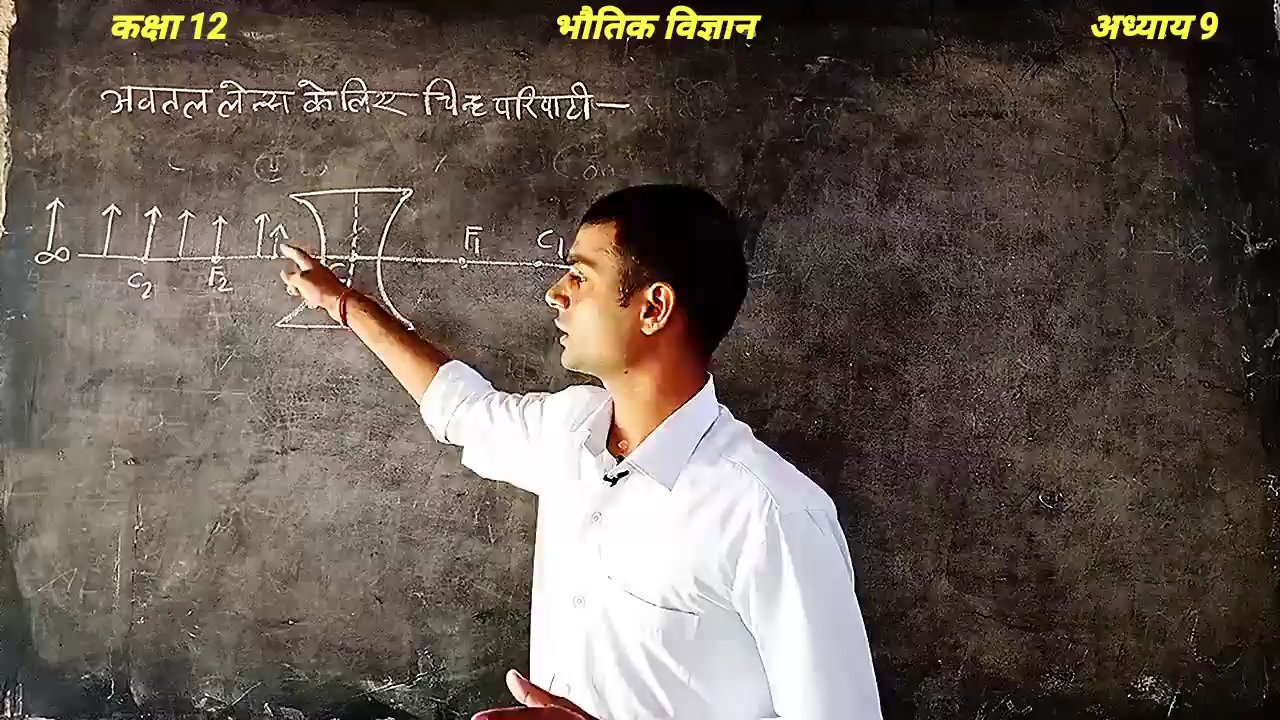 कक्षा 12 भौतिक विज्ञान अध्याय 9
अवतल लेन्स के लिए चिन्ह परिपाटी —
F1 C1
∞ C2 F2